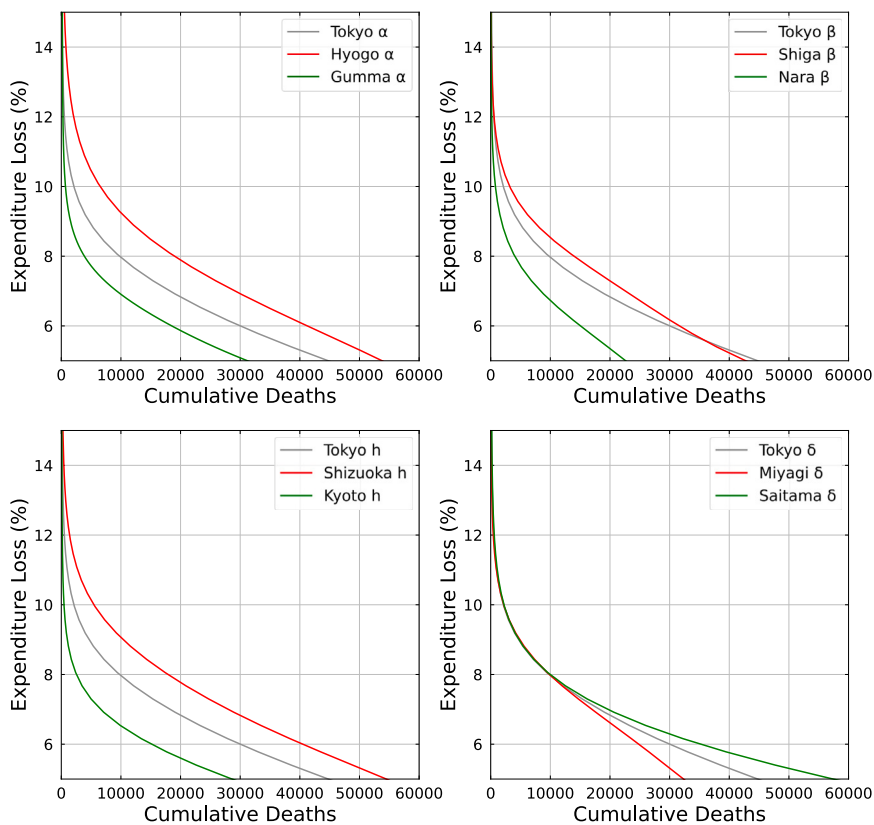 Expenditure Loss (%)
14
12
10
8
6
Tokyo α
Hyogo α
Gumma α
0 10000 20000 30000 40000 50000 60000
Cumulative Deaths
Expenditure Loss (%)
14
12
10
8
6
Tokyo β
Shiga β
Nara β
0 10000 20000 30000 40000 50000 60000
Cumulative Deaths
Expenditure Loss (%)
14
12
10
8
6
Tokyo h
Shizuoka h
Kyoto h
0 10000 20000 30000 40000 50000 60000
Cumulative Deaths
Expenditure Loss (%)
14
12
10
8
6
Tokyo δ
Miyagi δ
Saitama δ
0 10000 20000 30000 40000 50000 60000
Cumulative Deaths